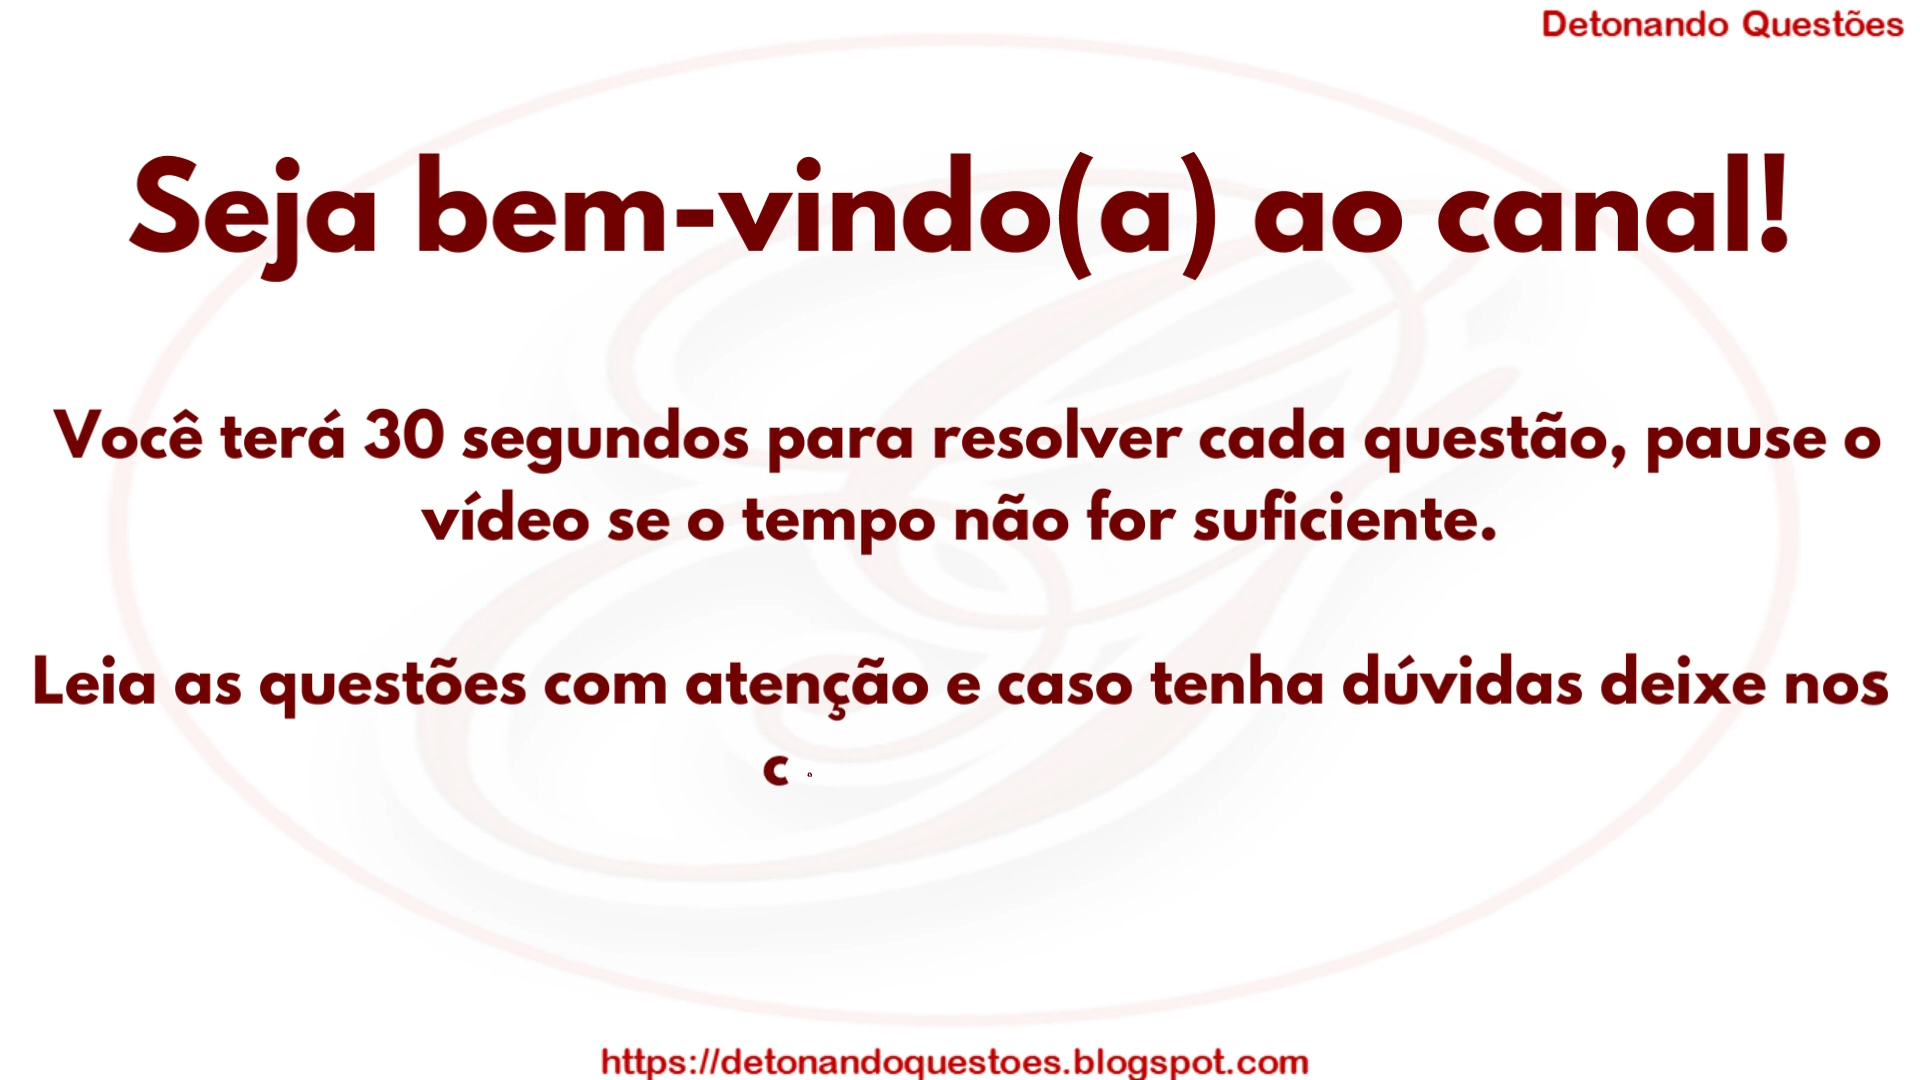 Detonando Questões
Seja bem-vindo(a) ao canal!
Você terá 30 segundos para resolver cada questão, pause o
vídeo se o tempo não for suficiente.
Leia as questões com atenção e caso tenha dúvidas deixe nos
c o
https://detonandoquestoes.blogspot.com